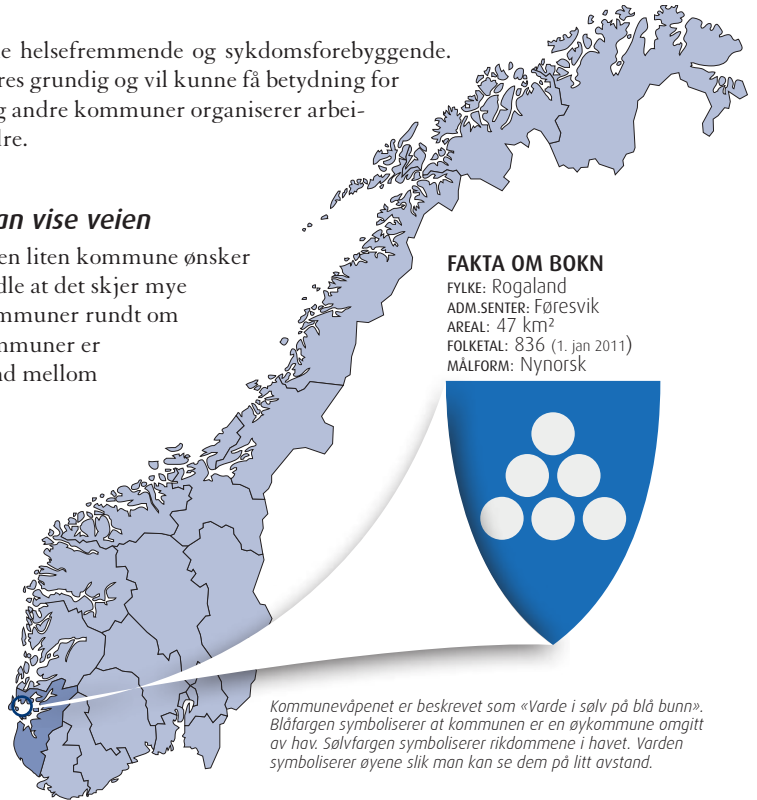 e helsefremmende og sykdomsforebyggende.
res grundig og vil kunne få betydning for
g andre kommuner organiserer arbei-
dre.
an vise veien
en liten kommune ønsker
dle at det skjer mye
ommuner rundt om
mmuner er
nd mellom
FAKTA OM BOKN
FYLKE: Rogaland
ADM.SENTER: Føresvik
AREAL: 47 km²
FOLKETAL: 836 (1. jan 2011)
MÅLFORM: Nynorsk
Kommunevåpenet er beskrevet som «Varde i sølv på blå bunn».
Blåfargen symboliserer at kommunen er en øykommune omgitt
av hav. Sølvfargen symboliserer rikdommene i havet. Varden
symboliserer øyene slik man kan se dem på litt avstand.